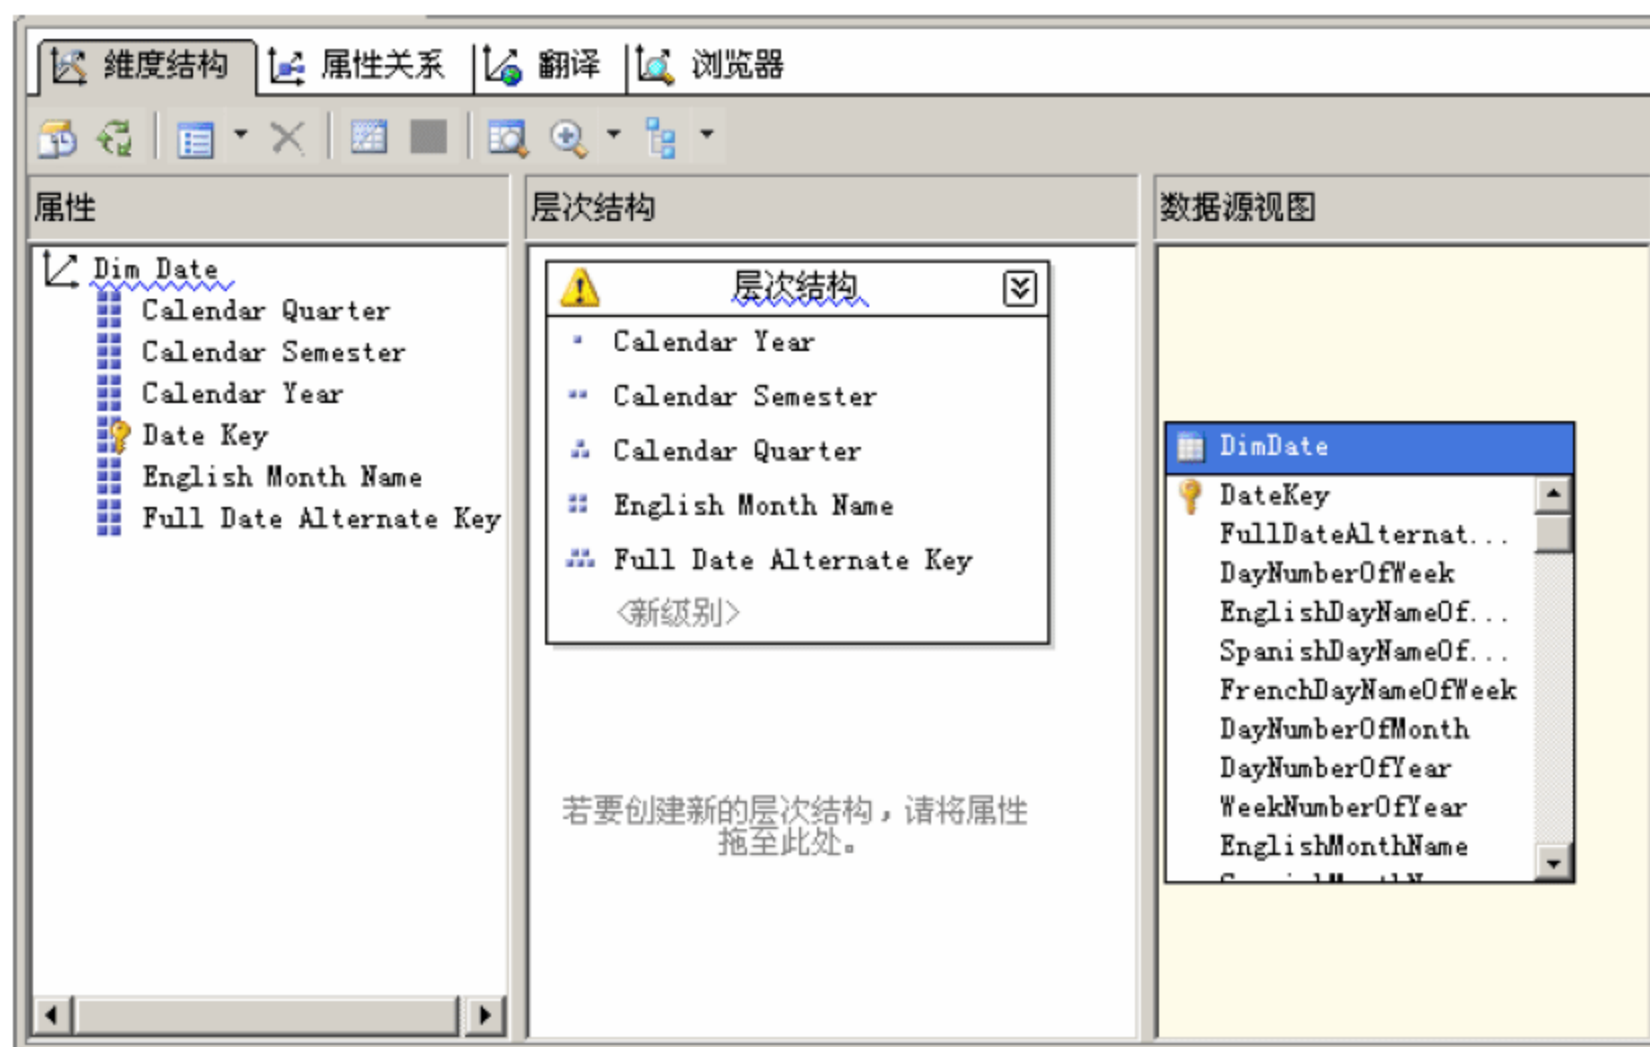 维度结构 属性关系 翻译 浏览器
属性
Dim Date
Calendar Quarter
Calendar Semester
Calendar Year
Date Key
English Month Name
Full Date Alternate Key
层次结构
层次结构
Calendar Year
Calendar Semester
Calendar Quarter
English Month Name
Full Date Alternate Key
<新级别>
若要创建新的层次结构，请将属性
拖至此处。
数据源视图
DimDate
DateKey
FullDateAlternat...
DayNumberOfWeek
EnglishDayNameOf...
SpanishDayNameOf...
FrenchDayNameOfWeek
DayNumberOfMonth
DayNumberOfYear
WeekNumberOfYear
EnglishMonthName